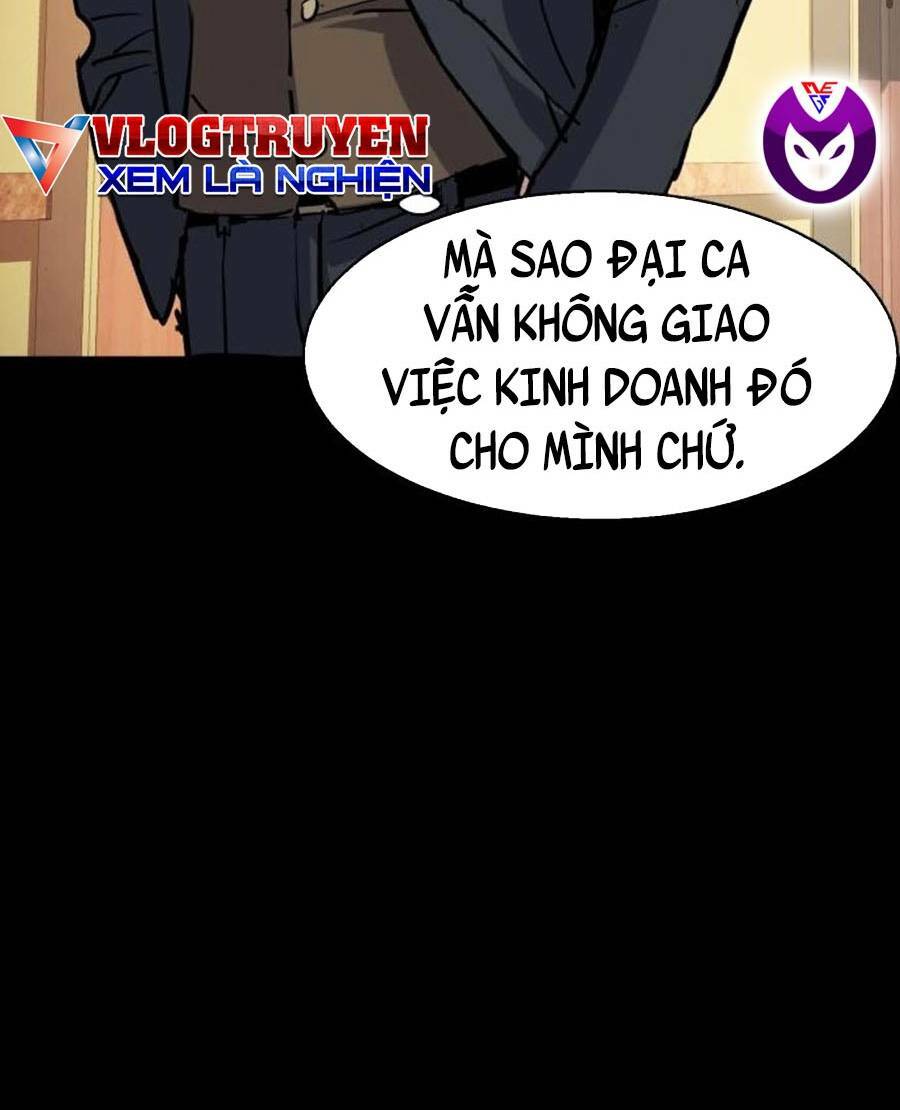 VLOGTRUYEN
XEM LÀ NGHIỆN
MÀ SAO ĐẠI CA
VẪN KHÔNG GIAO
VIỆC KINH DOANH ĐÓ
CHO MÌNH CHỨ.